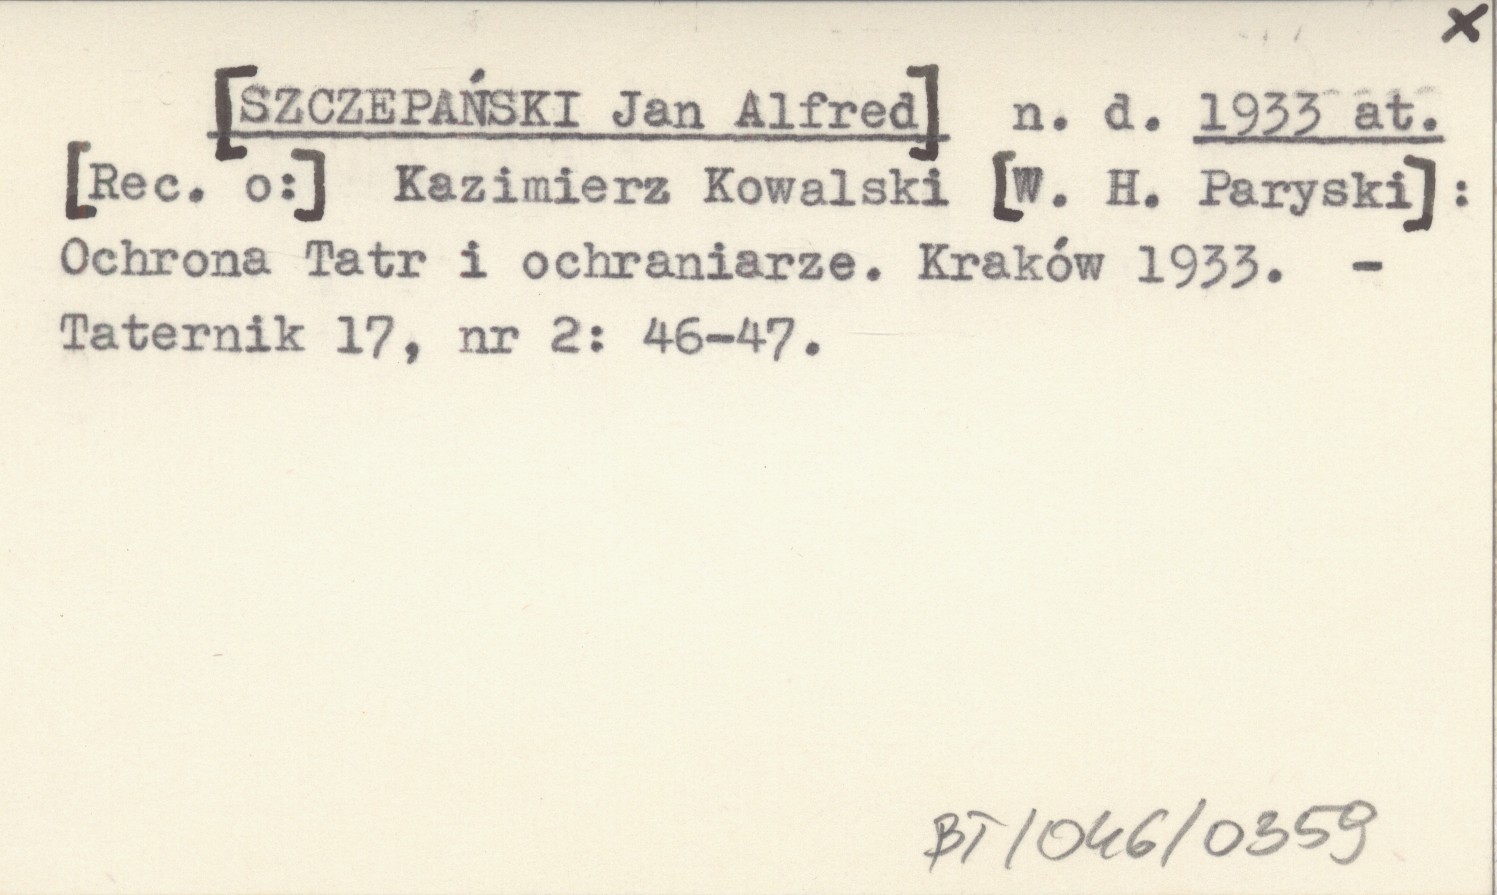 ×
[SZCZEPAŃSKI Jan Alfred] n. d. 1933 at.
[Rec. o:] Kazimierz Kowalski [W. H. Paryski]:
Ochrona Tatr i ochraniarze. Kraków 1933. -
Taternik 17, nr 2: 46-47.
BT/046/0359